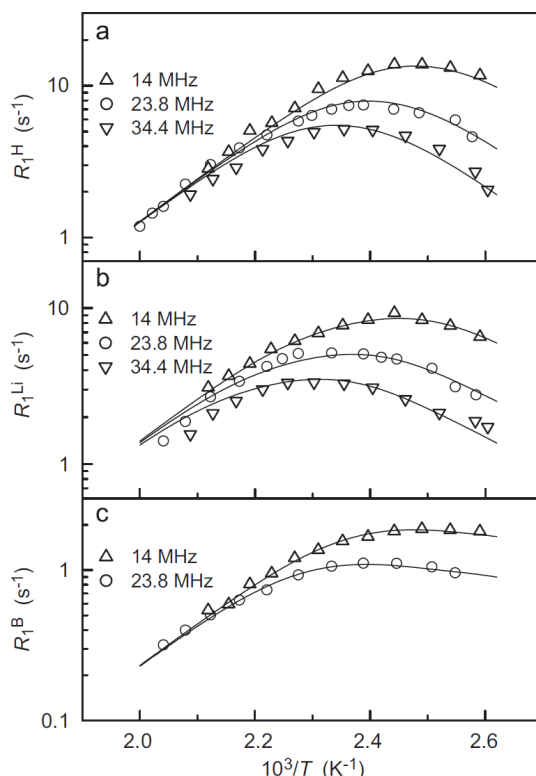 a
10
△ 14 MHz
○ 23.8 MHz
▽ 34.4 MHz
R₁ᴴ (s⁻¹)
1
b
10
△ 14 MHz
○ 23.8 MHz
▽ 34.4 MHz
R₁ᴸⁱ (s⁻¹)
1
c
△ 14 MHz
○ 23.8 MHz
1
R₁ᴮ (s⁻¹)
0.1
2.0 2.2 2.4 2.6
10³/T (K⁻¹)